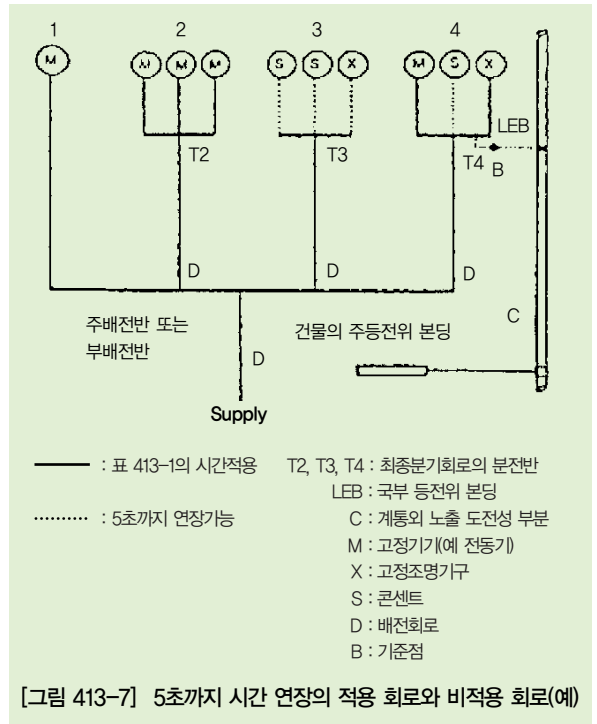 1 2 3 4
M M M M S S X M S X
LEB
T2 T3 T4 B
D D D
C
주배전반 또는
부배전반
건물의 주등전위 본딩
D
Supply
——— : 표 413-1의 시간적용
········· : 5초까지 연장가능
T2, T3, T4 : 최종분기회로의 분전반
LEB : 국부 등전위 본딩
C : 계통외 노출 도전성 부분
M : 고정기기(예 전동기)
X : 고정조명기구
S : 콘센트
D : 배전회로
B : 기준점
[그림 413-7] 5초까지 시간 연장의 적용 회로와 비적용 회로(예)